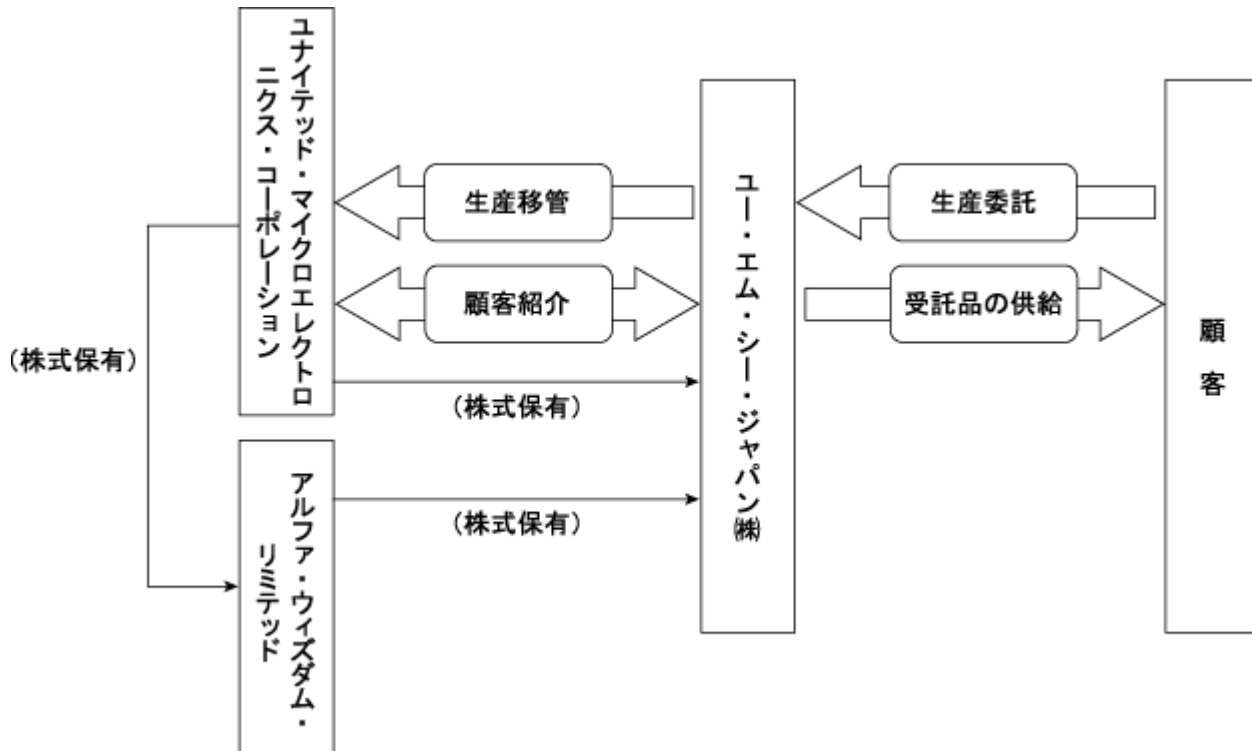 ユナイテッド・マイクロエレクトロ
ニクス・コーポレーション
ユー・エム・シー・ジャパン㈱
顧客
生産移管
生産委託
顧客紹介
受託品の供給
(株式保有)
(株式保有)
(株式保有)
アルファ・ウィズダム・
リミテッド